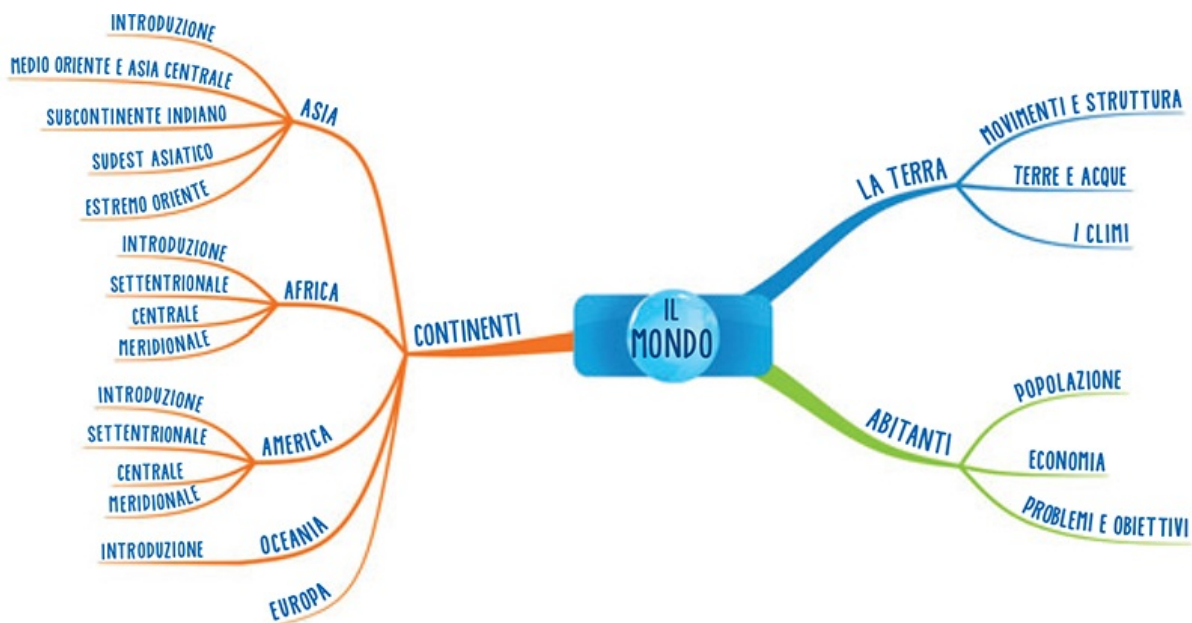 IL
MONDO
LA TERRA
MOVIMENTI E STRUTTURA
TERRE E ACQUE
I CLIMI
ABITANTI
POPOLAZIONE
ECONOMIA
PROBLEMI E OBIETTIVI
CONTINENTI
ASIA
INTRODUZIONE
MEDIO ORIENTE E ASIA CENTRALE
SUBCONTINENTE INDIANO
SUDEST ASIATICO
ESTREMO ORIENTE
AFRICA
INTRODUZIONE
SETTENTRIONALE
CENTRALE
MERIDIONALE
AMERICA
INTRODUZIONE
SETTENTRIONALE
CENTRALE
MERIDIONALE
OCEANIA
INTRODUZIONE
EUROPA